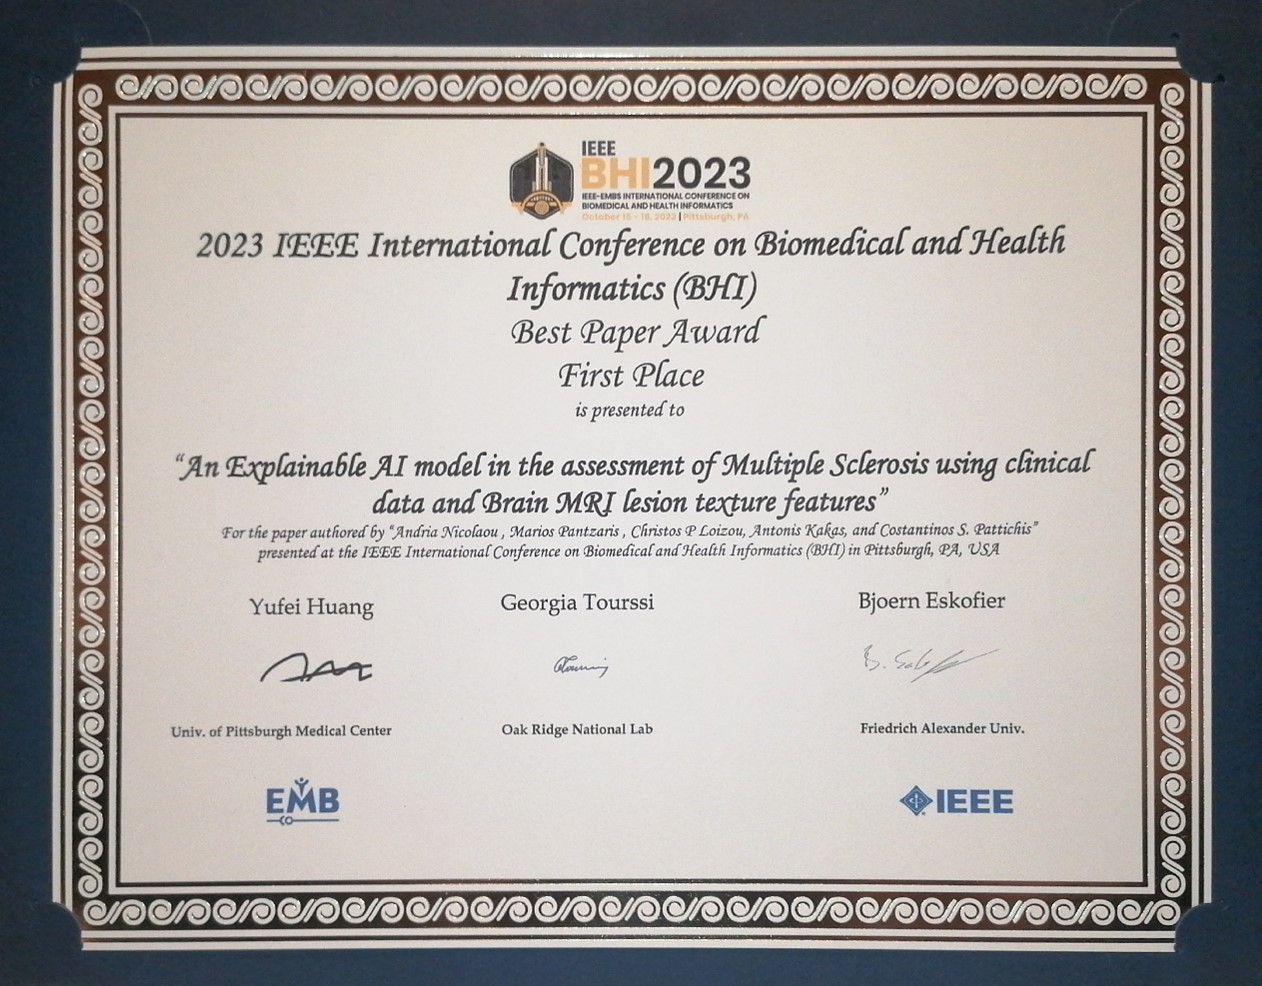 IEEE
BHI2023
IEEE-EMBS INTERNATIONAL CONFERENCE ON
BIOMEDICAL AND HEALTH INFORMATICS
October 15 - 18, 2023 | Pittsburgh, PA
2023 IEEE International Conference on Biomedical and Health
Informatics (BHI)
Best Paper Award
First Place
is presented to
“An Explainable AI model in the assessment of Multiple Sclerosis using clinical
data and Brain MRI lesion texture features”
For the paper authored by “Andria Nicolaou , Marios Pantzaris , Christos P Loizou, Antonis Kakas, and Costantinos S. Pattichis”
presented at the IEEE International Conference on Biomedical and Health Informatics (BHI) in Pittsburgh, PA, USA
Yufei Huang
Georgia Tourssi
Bjoern Eskofier
Univ. of Pittsburgh Medical Center
Oak Ridge National Lab
Friedrich Alexander Univ.
EMB
IEEE